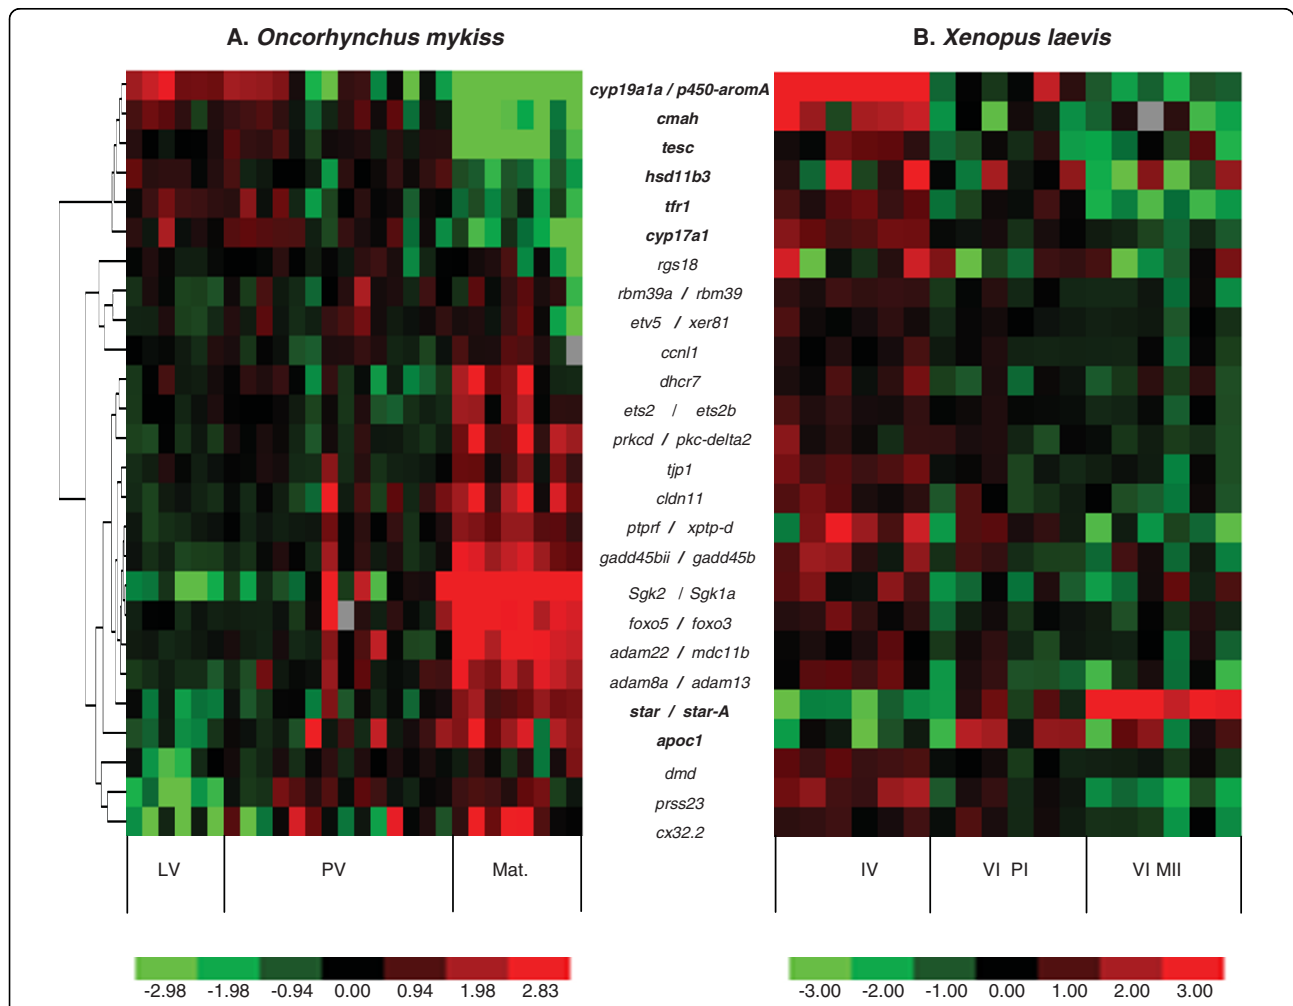 A. Oncorhynchus mykiss
B. Xenopus laevis
cyp19a1a / p450-aromA
cmah
tesc
hsd11b3
tfr1
cyp17a1
rgs18
rbm39a / rbm39
etv5 / xer81
ccnl1
dhcr7
ets2 / ets2b
prkcd / pkc-delta2
tjp1
cldn11
ptprf / xptp-d
gadd45bii / gadd45b
Sgk2 / Sgk1a
foxo5 / foxo3
adam22 / mdc11b
adam8a / adam13
star / star-A
apoc1
dmd
prss23
cx32.2
LV PV Mat.
IV VI PI VI MII
-2.98 -1.98 -0.94 0.00 0.94 1.98 2.83
-3.00 -2.00 -1.00 0.00 1.00 2.00 3.00